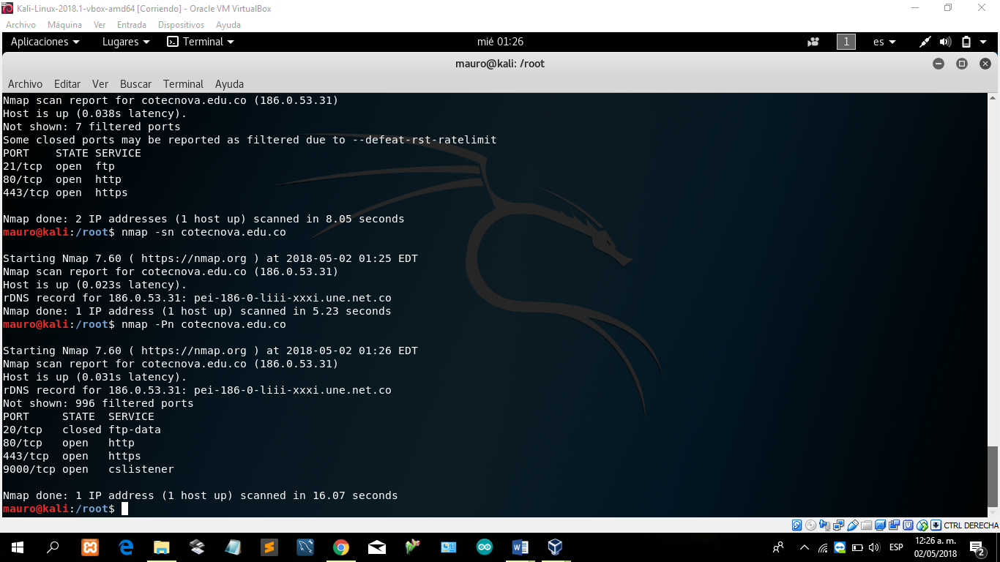 Kali-Linux-2018.1-vbox-amd64 [Corriendo] - Oracle VM VirtualBox
Archivo Máquina Ver Entrada Dispositivos Ayuda
Aplicaciones Lugares Terminal mié 01:26 1 es
mauro@kali: /root
Archivo Editar Ver Buscar Terminal Ayuda
Nmap scan report for cotecnova.edu.co (186.0.53.31)
Host is up (0.038s latency).
Not shown: 7 filtered ports
Some closed ports may be reported as filtered due to --defeat-rst-ratelimit
PORT STATE SERVICE
21/tcp open ftp
80/tcp open http
443/tcp open https
Nmap done: 2 IP addresses (1 host up) scanned in 8.05 seconds
mauro@kali:/root$ nmap -sn cotecnova.edu.co
Starting Nmap 7.60 ( https://nmap.org ) at 2018-05-02 01:25 EDT
Nmap scan report for cotecnova.edu.co (186.0.53.31)
Host is up (0.023s latency).
rDNS record for 186.0.53.31: pei-186-0-liii-xxxi.une.net.co
Nmap done: 1 IP address (1 host up) scanned in 5.23 seconds
mauro@kali:/root$ nmap -Pn cotecnova.edu.co
Starting Nmap 7.60 ( https://nmap.org ) at 2018-05-02 01:26 EDT
Nmap scan report for cotecnova.edu.co (186.0.53.31)
Host is up (0.031s latency).
rDNS record for 186.0.53.31: pei-186-0-liii-xxxi.une.net.co
Not shown: 996 filtered ports
PORT STATE SERVICE
20/tcp closed ftp-data
80/tcp open http
443/tcp open https
9000/tcp open cslistener
Nmap done: 1 IP address (1 host up) scanned in 16.07 seconds
mauro@kali:/root$
CTRL DERECHA
ESP 12:26 a. m.
02/05/2018 2